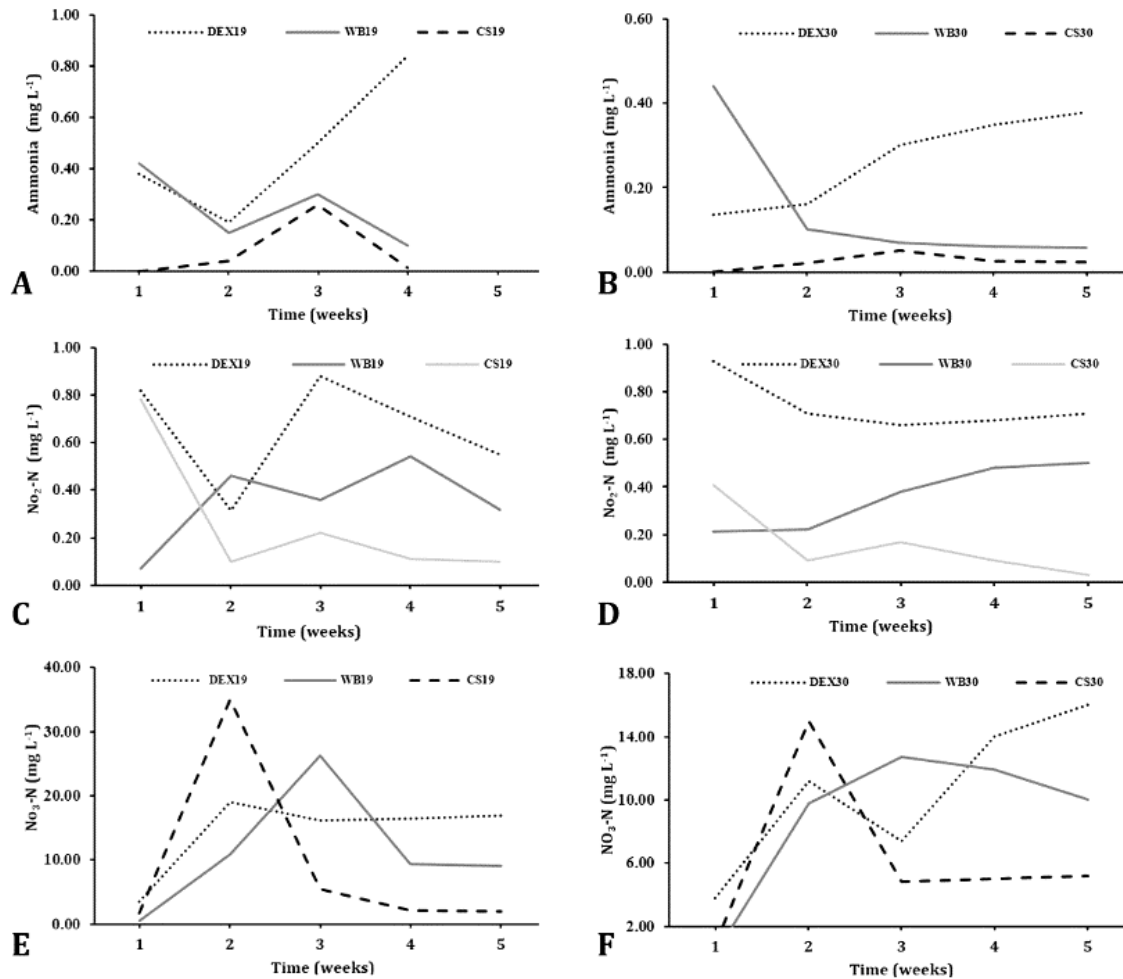 1.00
DEX19 WB19 CS19
0.80
0.60
0.40
0.20
0.00
Ammonia (mg L⁻¹)
1 2 3 4 5
Time (weeks)
A
0.60
DEX30 WB30 CS30
0.40
0.20
0.00
Ammonia (mg L⁻¹)
1 2 3 4 5
Time (weeks)
B
1.00
DEX19 WB19 CS19
0.80
0.60
0.40
0.20
0.00
No₂-N (mg L⁻¹)
1 2 3 4 5
Time (weeks)
C
1.00
DEX30 WB30 CS30
0.80
0.60
0.40
0.20
0.00
No₂-N (mg L⁻¹)
1 2 3 4 5
Time (weeks)
D
40.00
DEX19 WB19 CS19
30.00
20.00
10.00
0.00
No₃-N (mg L⁻¹)
1 2 3 4 5
Time (weeks)
E
18.00
DEX30 WB30 CS30
14.00
10.00
6.00
2.00
NO₃-N (mg L⁻¹)
1 2 3 4 5
Time (weeks)
F